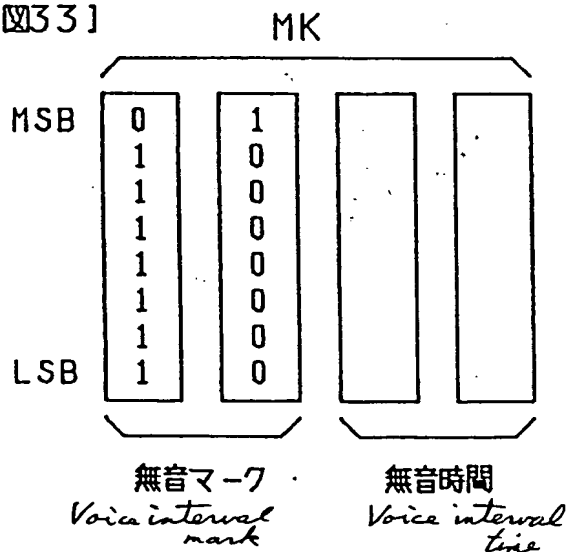 図33]
MK
MSB 0 1
1 0
1 0
1 0
1 0
1 0
1 0
LSB 1 0
無音マーク 無音時間
Voice interval mark Voice interval time